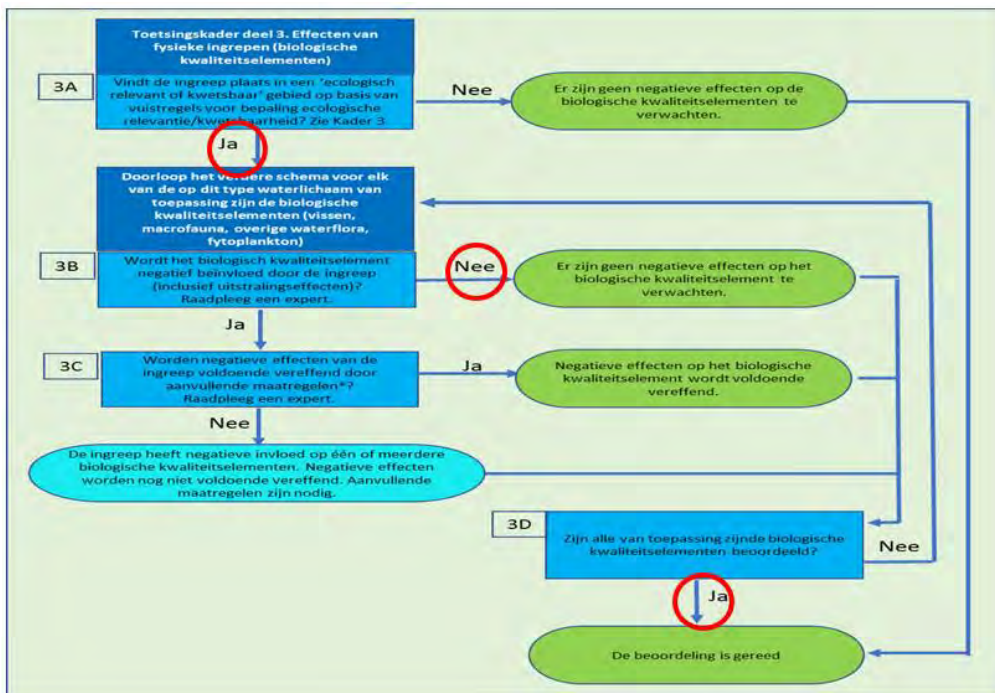 Toetsingskader deel 3. Effecten van
fysieke ingrepen (biologische
kwaliteitselementen)
3A
Vindt de ingreep plaats in een 'ecologisch
relevant of kwetsbaar' gebied op basis van
vuistregels voor bepaling ecologische
relevantie/kwetsbaarheid? Zie Kader 3
Nee
Er zijn geen negatieve effecten op de
biologische kwaliteitselementen te
verwachten.
Ja
Doorloop het verdere schema voor elk
van de op dit type waterlichaam van
toepassing zijn de biologische
kwaliteitselementen (vissen,
macrofauna, overige waterflora,
fytoplankton)
3B
Wordt het biologisch kwaliteitselement
negatief beïnvloed door de ingreep
(inclusief uitstralingseffecten)?
Raadpleeg een expert.
Nee
Er zijn geen negatieve effecten op het
biologische kwaliteitselement te
verwachten.
Ja
3C
Worden negatieve effecten van de
ingreep voldoende vereffend door
aanvullende maatregelen*?
Raadpleeg een expert.
Ja
Negatieve effecten op het biologische
kwaliteitselement wordt voldoende
vereffend.
Nee
De ingreep heeft negatieve invloed op één of meerdere
biologische kwaliteitselementen. Negatieve effecten
worden nog niet voldoende vereffend. Aanvullende
maatregelen zijn nodig.
3D
Zijn alle van toepassing zijnde biologische
kwaliteitselementen beoordeeld?
Nee
Ja
De beoordeling is gereed